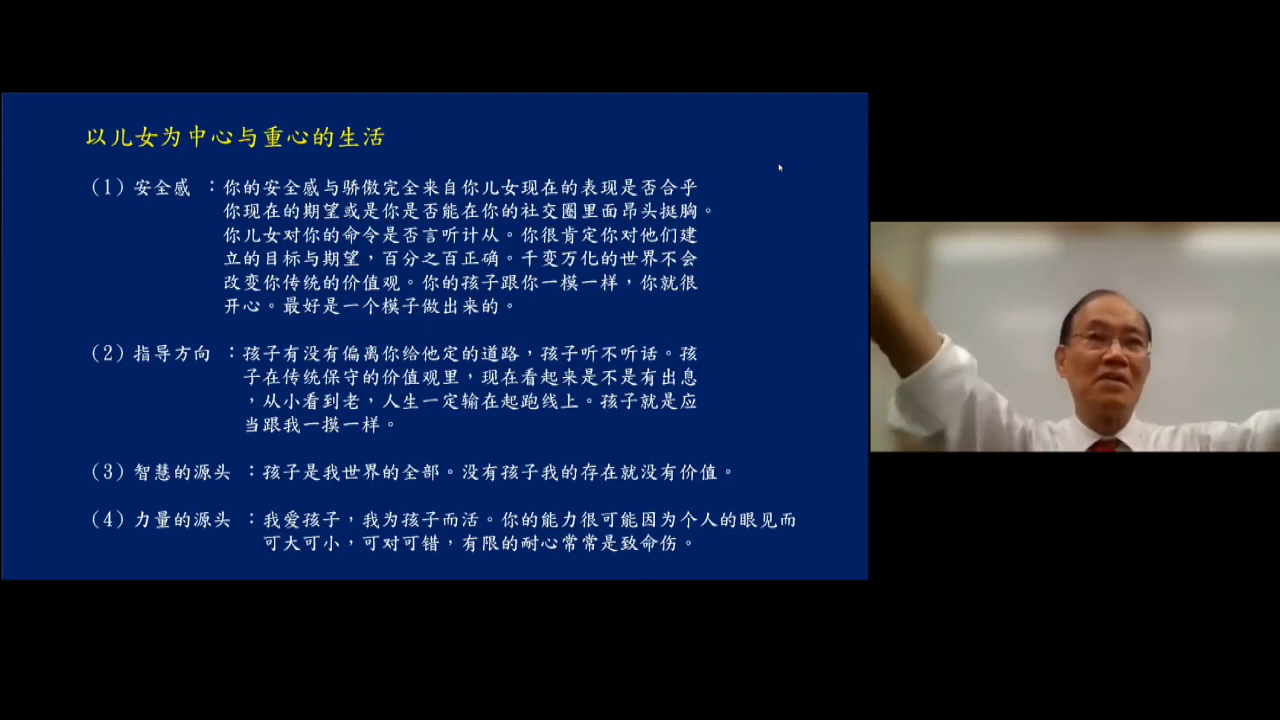 以儿女为中心与重心的生活
(1) 安全感 ：你的安全感与骄傲完全来自你儿女现在的表现是否合乎
你现在的期望或是你是否能在你的社交圈里面昂头挺胸。
你儿女对你的命令是否言听计从。你很肯定你对他们建
立的目标与期望，百分之百正确。千变万化的世界不会
改变你传统的价值观。你的孩子跟你一模一样，你就很
开心。最好是一个模子做出来的。
(2) 指导方向 ：孩子有没有偏离你给他定的道路，孩子听不听话。孩
子在传统保守的价值观里，现在看起来是不是有出息
，从小看到老，人生一定输在起跑线上。孩子就是应
当跟我一摸一样。
(3) 智慧的源头 ：孩子是我世界的全部。没有孩子我的存在就没有价值。
(4) 力量的源头 ：我爱孩子，我为孩子而活。你的能力很可能因为个人的眼见而
可大可小，可对可错，有限的耐心常常是致命伤。